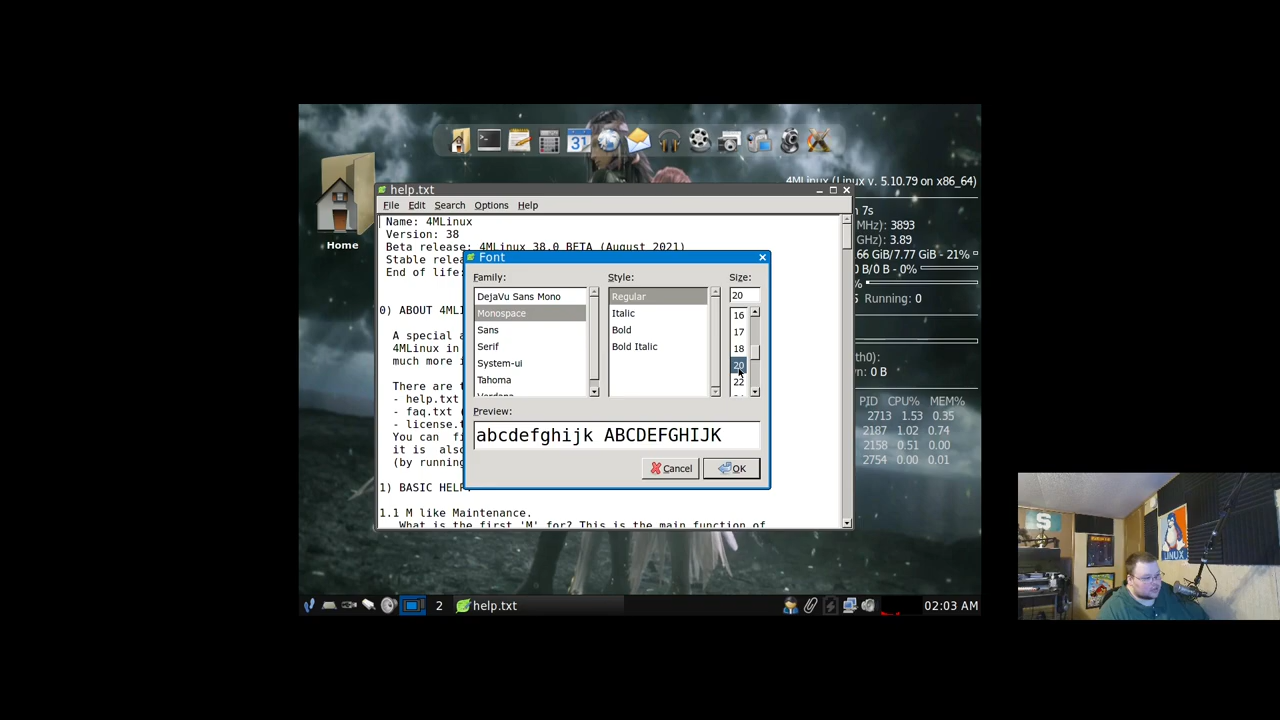 31
4MLinux (Linux v. 5.10.79 on x86_64)
help.txt
File Edit Search Options Help
Home
Name: 4MLinux
Version: 38
Beta release: 4MLinux 38.0 BETA (August 2021)
Stable relea
End of life:
0) ABOUT 4MLI
A special a
4MLinux in
much more i
There are t
- help.txt
- faq.txt (
- license.t
You can fi
it is also
(by running
1) BASIC HELP.
1.1 M like Maintenance.
What is the first 'M' for? This is the main function of
Font
Family:
DejaVu Sans Mono
Monospace
Sans
Serif
System-ui
Tahoma
Verdana
Style:
Regular
Italic
Bold
Bold Italic
Size:
20
16
17
18
20
22
Preview:
abcdefghijk ABCDEFGHIJK
Cancel
OK
7s
MHz): 3893
GHz): 3.89
66 GiB/7.77 GiB - 21%
0 B/0 B - 0%
%
Running: 0
th0):
n: 0 B
PID CPU% MEM%
2713 1.53 0.35
2187 1.02 0.74
2158 0.51 0.00
2754 0.00 0.01
2
help.txt
02:03 AM
S
LINUX